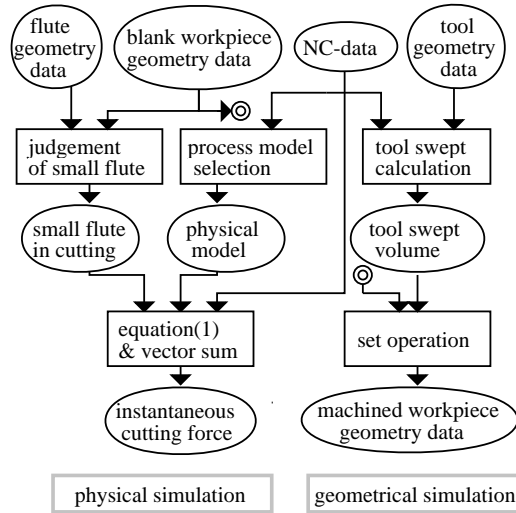 flute
geometry
data
blank workpiece
geometry data
NC-data
tool
geometry
data
judgement
of small flute
process model
selection
tool swept
calculation
small flute
in cutting
physical
model
tool swept
volume
equation(1)
& vector sum
set operation
instantaneous
cutting force
machined workpiece
geometry data
physical simulation
geometrical simulation